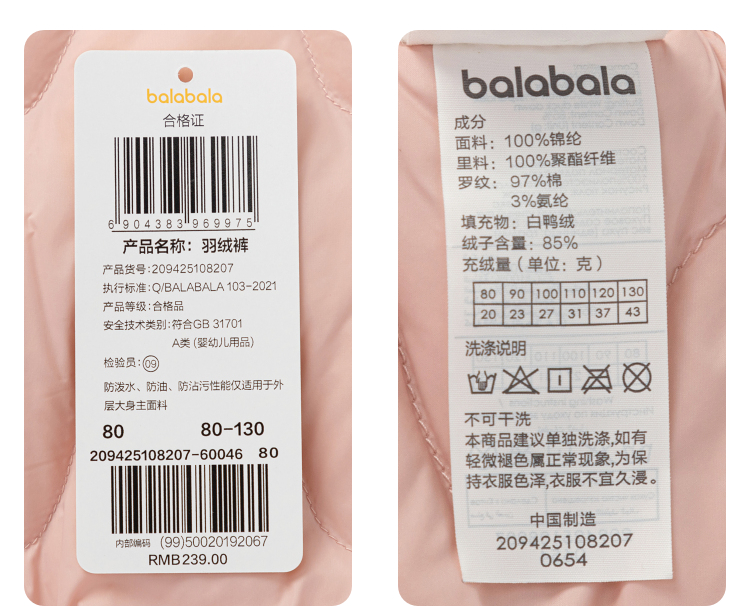 balabala
合格证
6 904383 969975
产品名称：羽绒裤
产品货号:209425108207
执行标准:Q/BALABALA 103-2021
产品等级:合格品
安全技术类别:符合GB 31701
A类 (婴幼儿用品)
检验员:09
防泼水、防油、防沾污性能仅适用于外
层大身主面料
80 80-130
209425108207-60046 80
内部编码 (99)50020192067
RMB239.00
balabala
成分
面料：100%锦纶
里料：100%聚酯纤维
罗纹：97%棉
3%氨纶
填充物：白鸭绒
绒子含量：85%
充绒量（单位：克）
80 90 100 110 120 130
20 23 27 31 37 43
洗涤说明
不可干洗
本商品建议单独洗涤,如有
轻微褪色属正常现象,为保
持衣服色泽,衣服不宜久浸。
中国制造
209425108207
0654